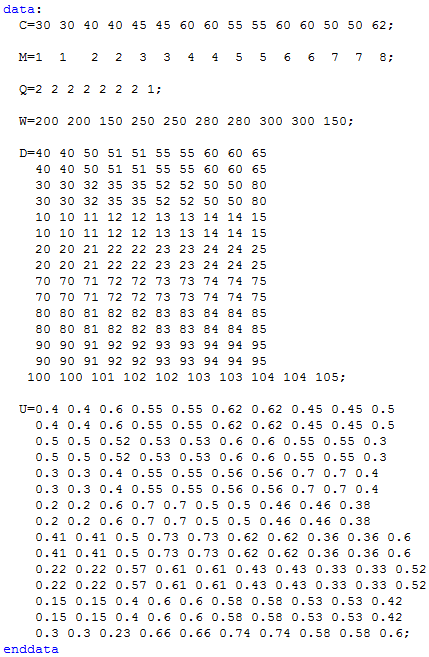 data:
C=30 30 40 40 45 45 60 60 55 55 60 60 50 50 62;
M=1 1 2 2 3 3 4 4 5 5 6 6 7 7 8;
Q=2 2 2 2 2 2 2 1;
W=200 200 150 250 250 280 280 300 300 150;
D=40 40 50 51 51 55 55 60 60 65
40 40 50 51 51 55 55 60 60 65
30 30 32 35 35 52 52 50 50 80
30 30 32 35 35 52 52 50 50 80
10 10 11 12 12 13 13 14 14 15
10 10 11 12 12 13 13 14 14 15
20 20 21 22 22 23 23 24 24 25
20 20 21 22 22 23 23 24 24 25
70 70 71 72 72 73 73 74 74 75
70 70 71 72 72 73 73 74 74 75
80 80 81 82 82 83 83 84 84 85
80 80 81 82 82 83 83 84 84 85
90 90 91 92 92 93 93 94 94 95
90 90 91 92 92 93 93 94 94 95
100 100 101 102 102 103 103 104 104 105;
U=0.4 0.4 0.6 0.55 0.55 0.62 0.62 0.45 0.45 0.5
0.4 0.4 0.6 0.55 0.55 0.62 0.62 0.45 0.45 0.5
0.5 0.5 0.52 0.53 0.53 0.6 0.6 0.55 0.55 0.3
0.5 0.5 0.52 0.53 0.53 0.6 0.6 0.55 0.55 0.3
0.3 0.3 0.4 0.55 0.55 0.56 0.56 0.7 0.7 0.4
0.3 0.3 0.4 0.55 0.55 0.56 0.56 0.7 0.7 0.4
0.2 0.2 0.6 0.7 0.7 0.5 0.5 0.46 0.46 0.38
0.2 0.2 0.6 0.7 0.7 0.5 0.5 0.46 0.46 0.38
0.41 0.41 0.5 0.73 0.73 0.62 0.62 0.36 0.36 0.6
0.41 0.41 0.5 0.73 0.73 0.62 0.62 0.36 0.36 0.6
0.22 0.22 0.57 0.61 0.61 0.43 0.43 0.33 0.33 0.52
0.22 0.22 0.57 0.61 0.61 0.43 0.43 0.33 0.33 0.52
0.15 0.15 0.4 0.6 0.6 0.58 0.58 0.53 0.53 0.42
0.15 0.15 0.4 0.6 0.6 0.58 0.58 0.53 0.53 0.42
0.3 0.3 0.23 0.66 0.66 0.74 0.74 0.58 0.58 0.6;
enddata